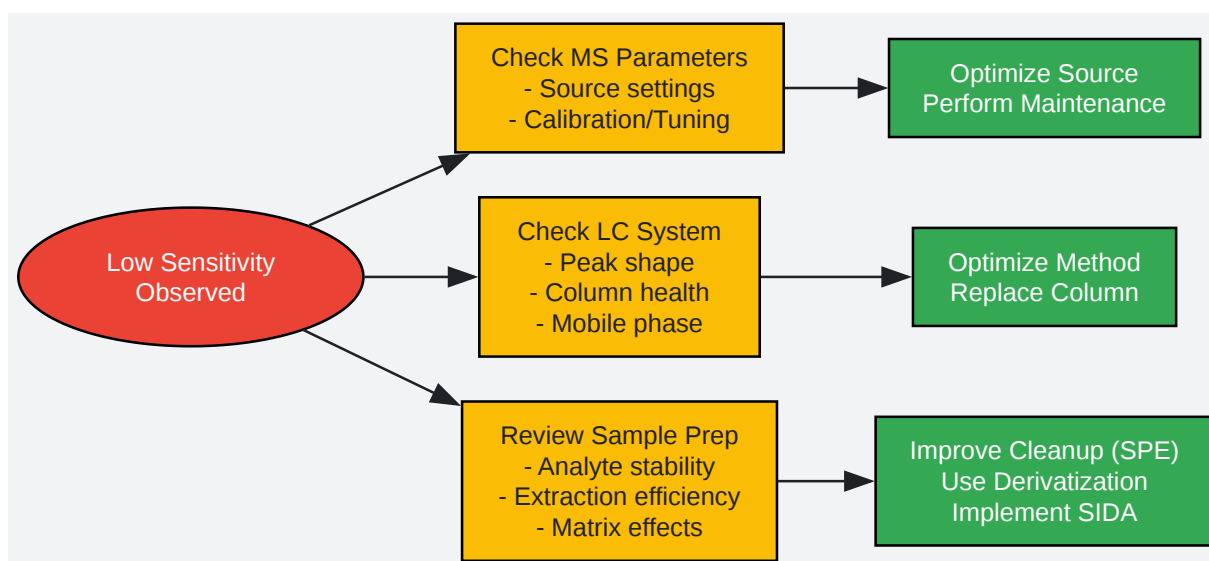 Low Sensitivity
Observed
Check MS Parameters
- Source settings
- Calibration/Tuning
Optimize Source
Perform Maintenance
Check LC System
- Peak shape
- Column health
- Mobile phase
Optimize Method
Replace Column
Review Sample Prep
- Analyte stability
- Extraction efficiency
- Matrix effects
Improve Cleanup (SPE)
Use Derivatization
Implement SIDA